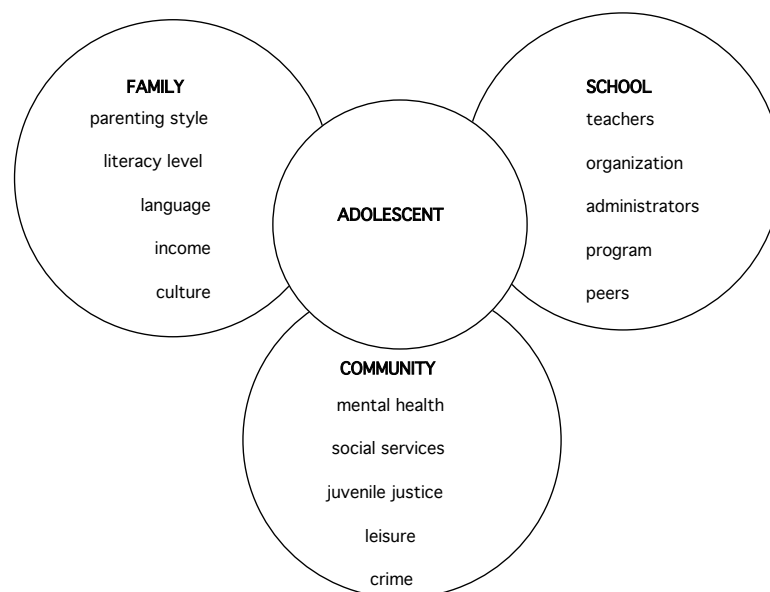 FAMILY
parenting style
literacy level
language
income
culture
SCHOOL
teachers
organization
administrators
program
peers
ADOLESCENT
COMMUNITY
mental health
social services
juvenile justice
leisure
crime